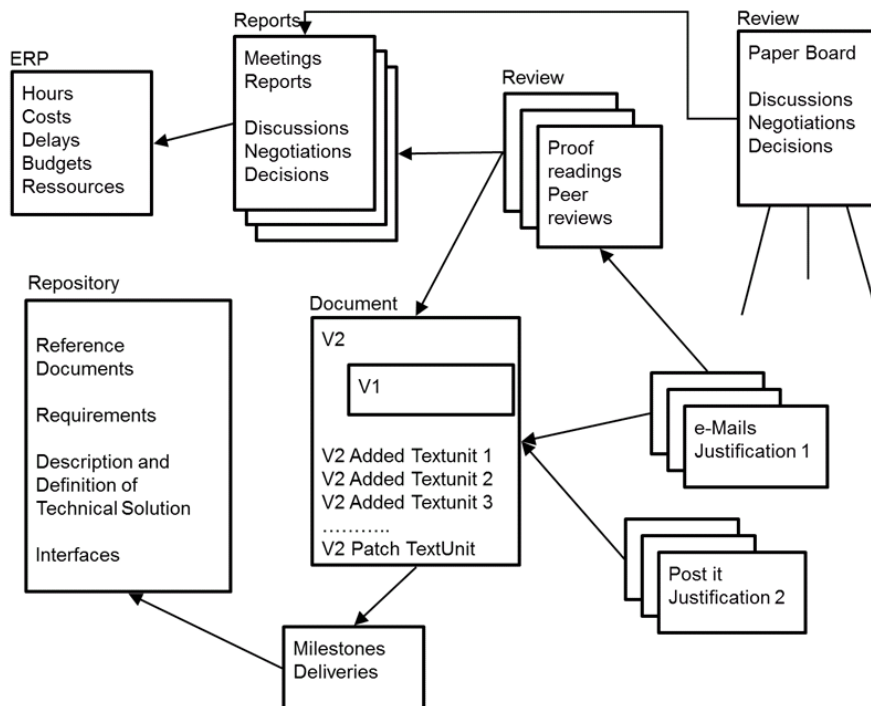 ERP
Hours
Costs
Delays
Budgets
Ressources
Reports
Meetings
Reports
Discussions
Negotiations
Decisions
Review
Proof
readings
Peer
reviews
Review
Paper Board
Discussions
Negotiations
Decisions
Repository
Reference
Documents
Requirements
Description and
Definition of
Technical Solution
Interfaces
Document
V2
V1
V2 Added Textunit 1
V2 Added Textunit 2
V2 Added Textunit 3
...........
V2 Patch TextUnit
e-Mails
Justification 1
Post it
Justification 2
Milestones
Deliveries